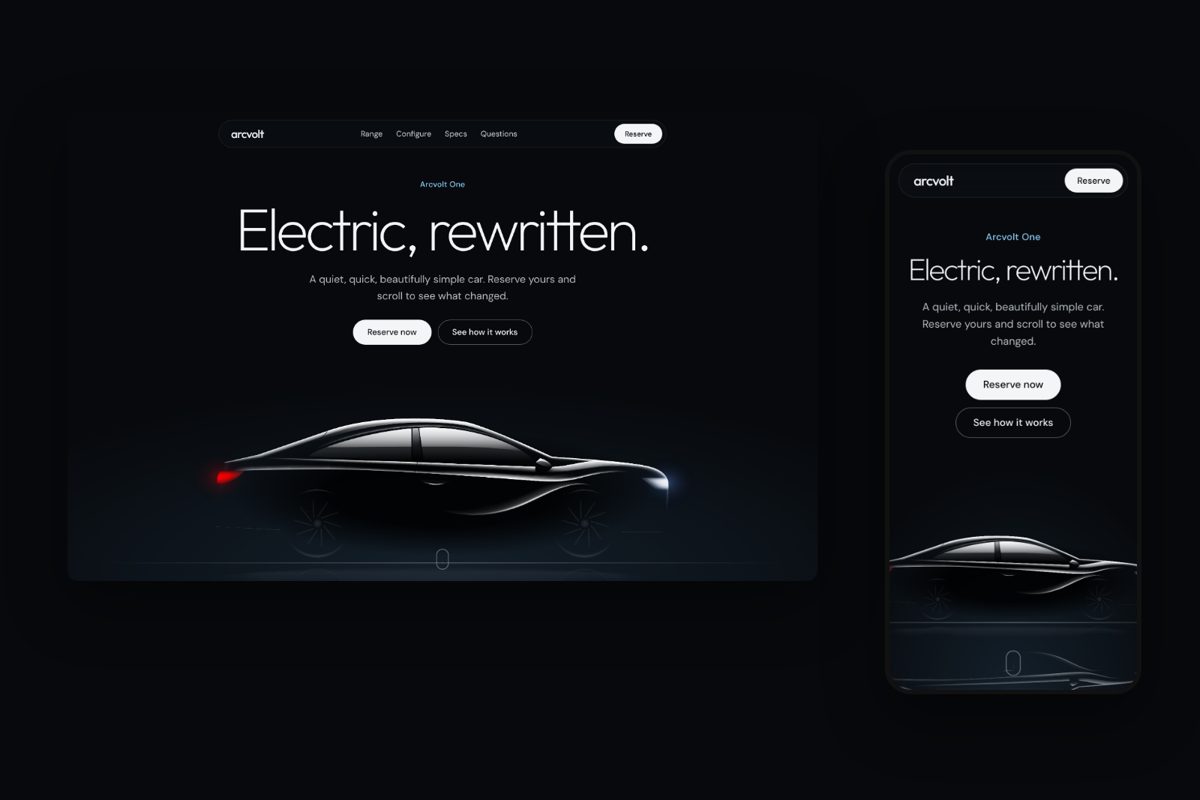 arcvolt
Range Configure Specs Questions
Reserve
Arcvolt One
Electric, rewritten.
A quiet, quick, beautifully simple car. Reserve yours and
scroll to see what changed.
Reserve now
See how it works
arcvolt
Reserve
Arcvolt One
Electric, rewritten.
A quiet, quick, beautifully simple car.
Reserve yours and scroll to see what
changed.
Reserve now
See how it works